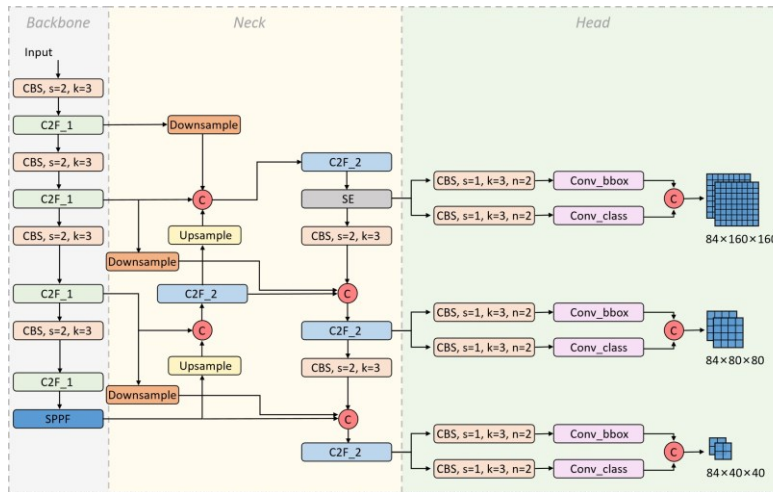 Backbone
Neck
Head
Input
CBS, s=2, k=3
C2F_1
CBS, s=2, k=3
C2F_1
CBS, s=2, k=3
C2F_1
CBS, s=2, k=3
C2F_1
SPPF
Downsample
C
Upsample
Downsample
C2F_2
C
Upsample
Downsample
C2F_2
SE
CBS, s=2, k=3
C
C2F_2
CBS, s=2, k=3
C
C2F_2
CBS, s=1, k=3, n=2
Conv_bbox
CBS, s=1, k=3, n=2
Conv_class
C
84×160×160
CBS, s=1, k=3, n=2
Conv_bbox
CBS, s=1, k=3, n=2
Conv_class
C
84×80×80
CBS, s=1, k=3, n=2
Conv_bbox
CBS, s=1, k=3, n=2
Conv_class
C
84×40×40